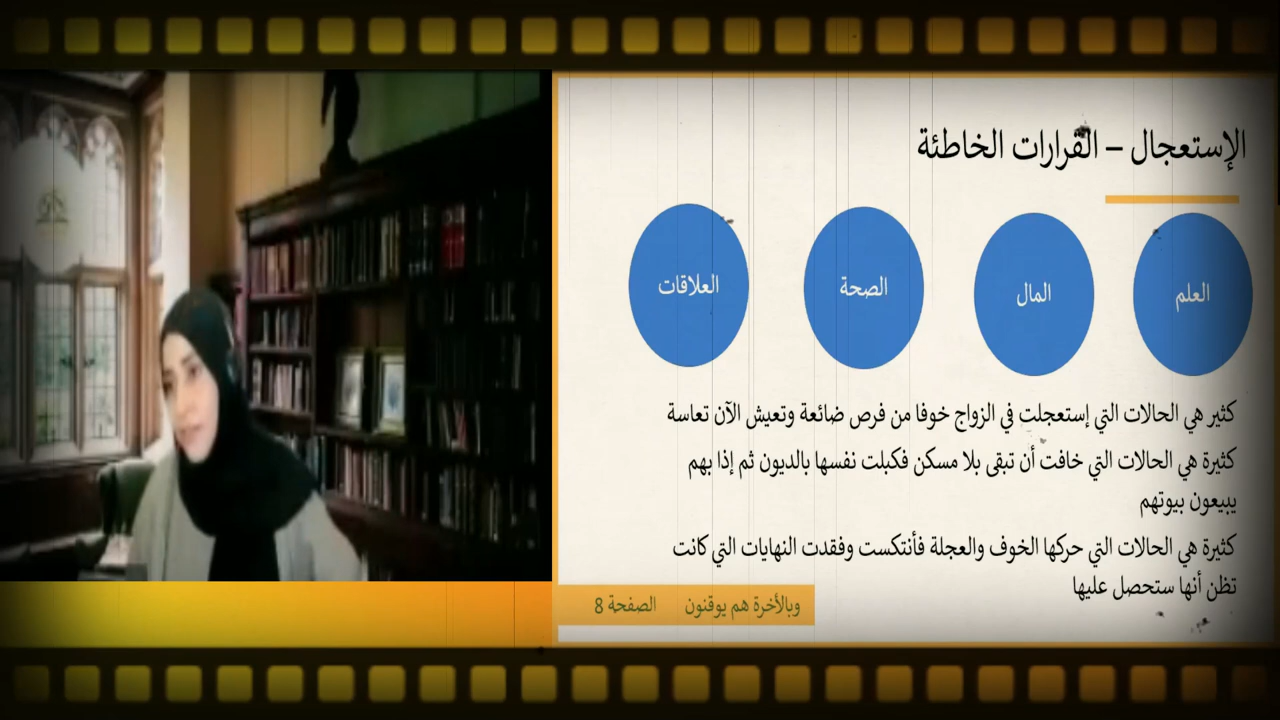 الإستعجال – القرارات الخاطئة
العلم
المال
الصحة
العلاقات
كثير هي الحالات التي إستعجلت في الزواج خوفا من فرص ضائعة وتعيش الآن تعاسة
كثيرة هي الحالات التي خافت أن تبقى بلا مسكن فكبلت نفسها بالديون ثم إذا بهم
يبيعون بيوتهم
كثيرة هي الحالات التي حركها الخوف والعجلة فأنتكست وفقدت النهايات التي كانت
تظن أنها ستحصل عليها
وبالأخرة هم يوقنون الصفحة 8